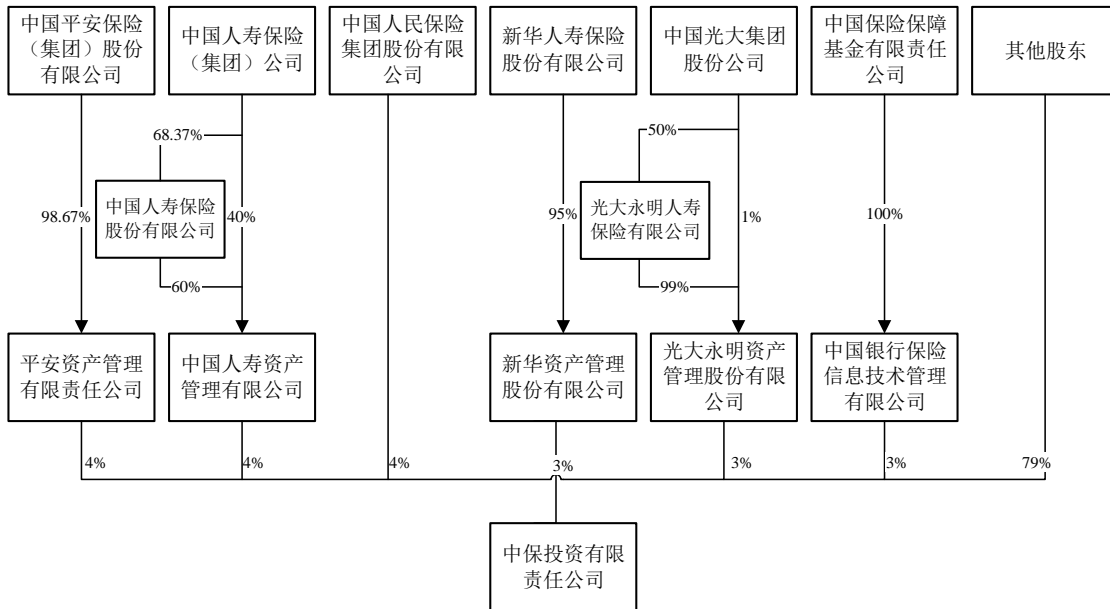 中国平安保险
（集团）股份
有限公司
中国人寿保险
（集团）公司
中国人民保险
集团股份有限
公司
新华人寿保险
股份有限公司
中国光大集团
股份公司
中国保险保障
基金有限责任
公司
其他股东
68.37%
50%
中国人寿保险
股份有限公司
光大永明人寿
保险有限公司
98.67%
40%
95%
1%
100%
60%
99%
平安资产管理
有限责任公司
中国人寿资产
管理有限公司
新华资产管理
股份有限公司
光大永明资产
管理股份有限
公司
中国银行保险
信息技术管理
有限公司
4%
4%
4%
3%
3%
3%
79%
中保投资有限
责任公司